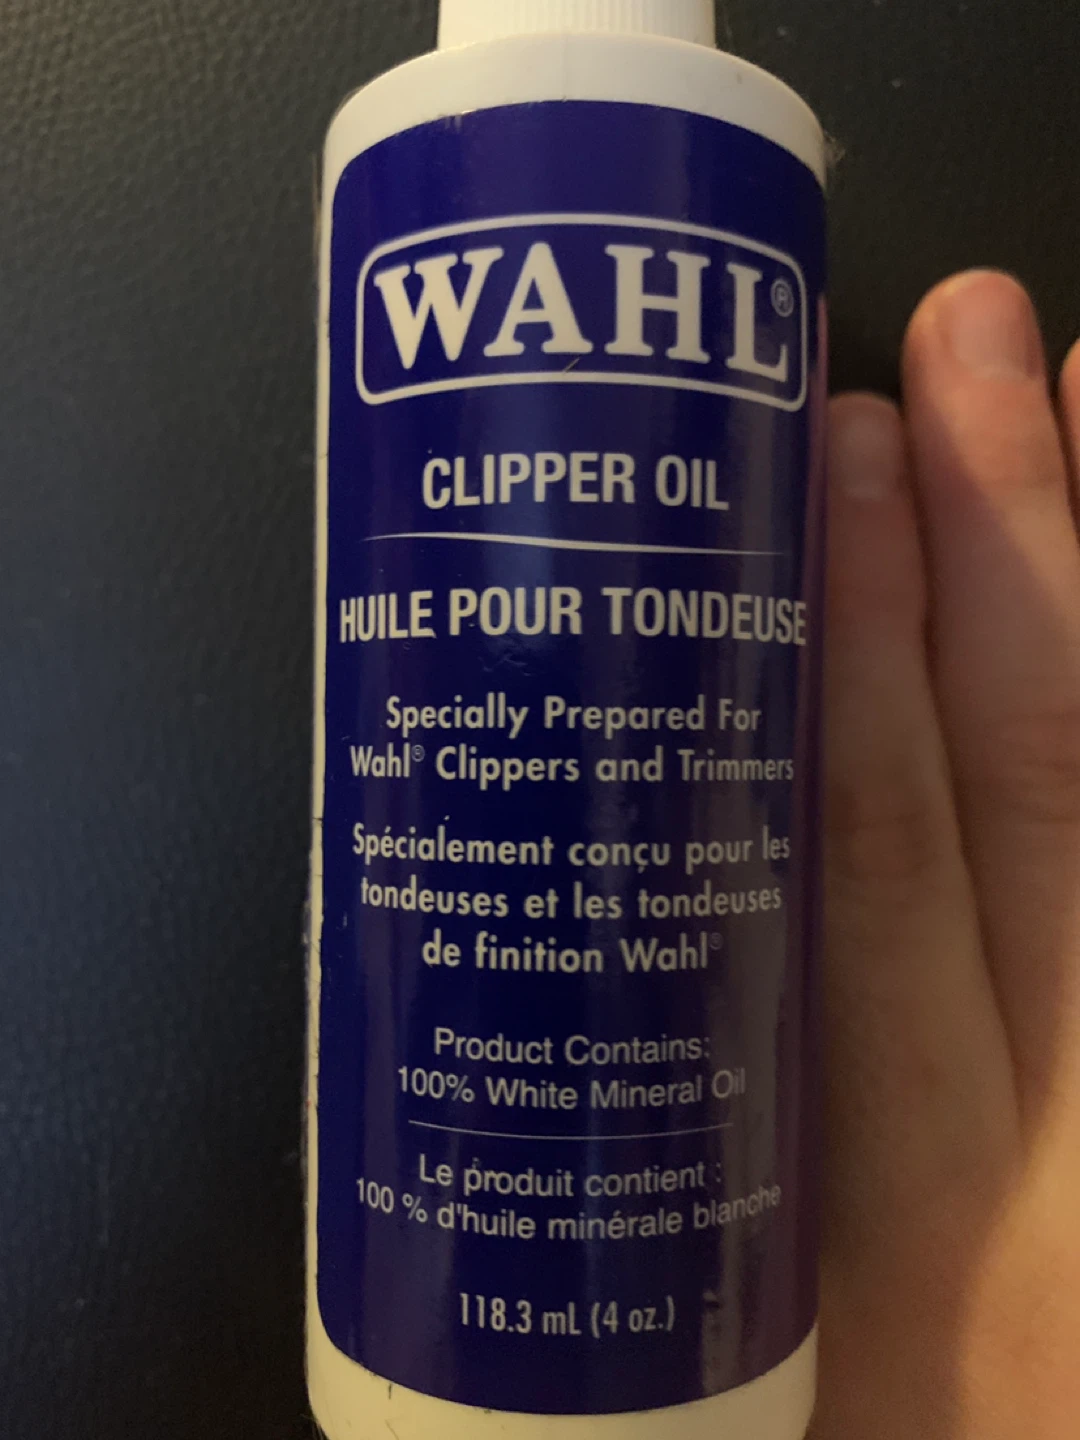 WAHL®
CLIPPER OIL
HUILE POUR TONDEUSE
Specially Prepared For
Wahl® Clippers and Trimmers
Spécialement conçu pour les
tondeuses et les tondeuses
de finition Wahl®
Product Contains:
100% White Mineral Oil
Le produit contient :
100 % d'huile minérale blanche
118.3 mL (4 oz.)